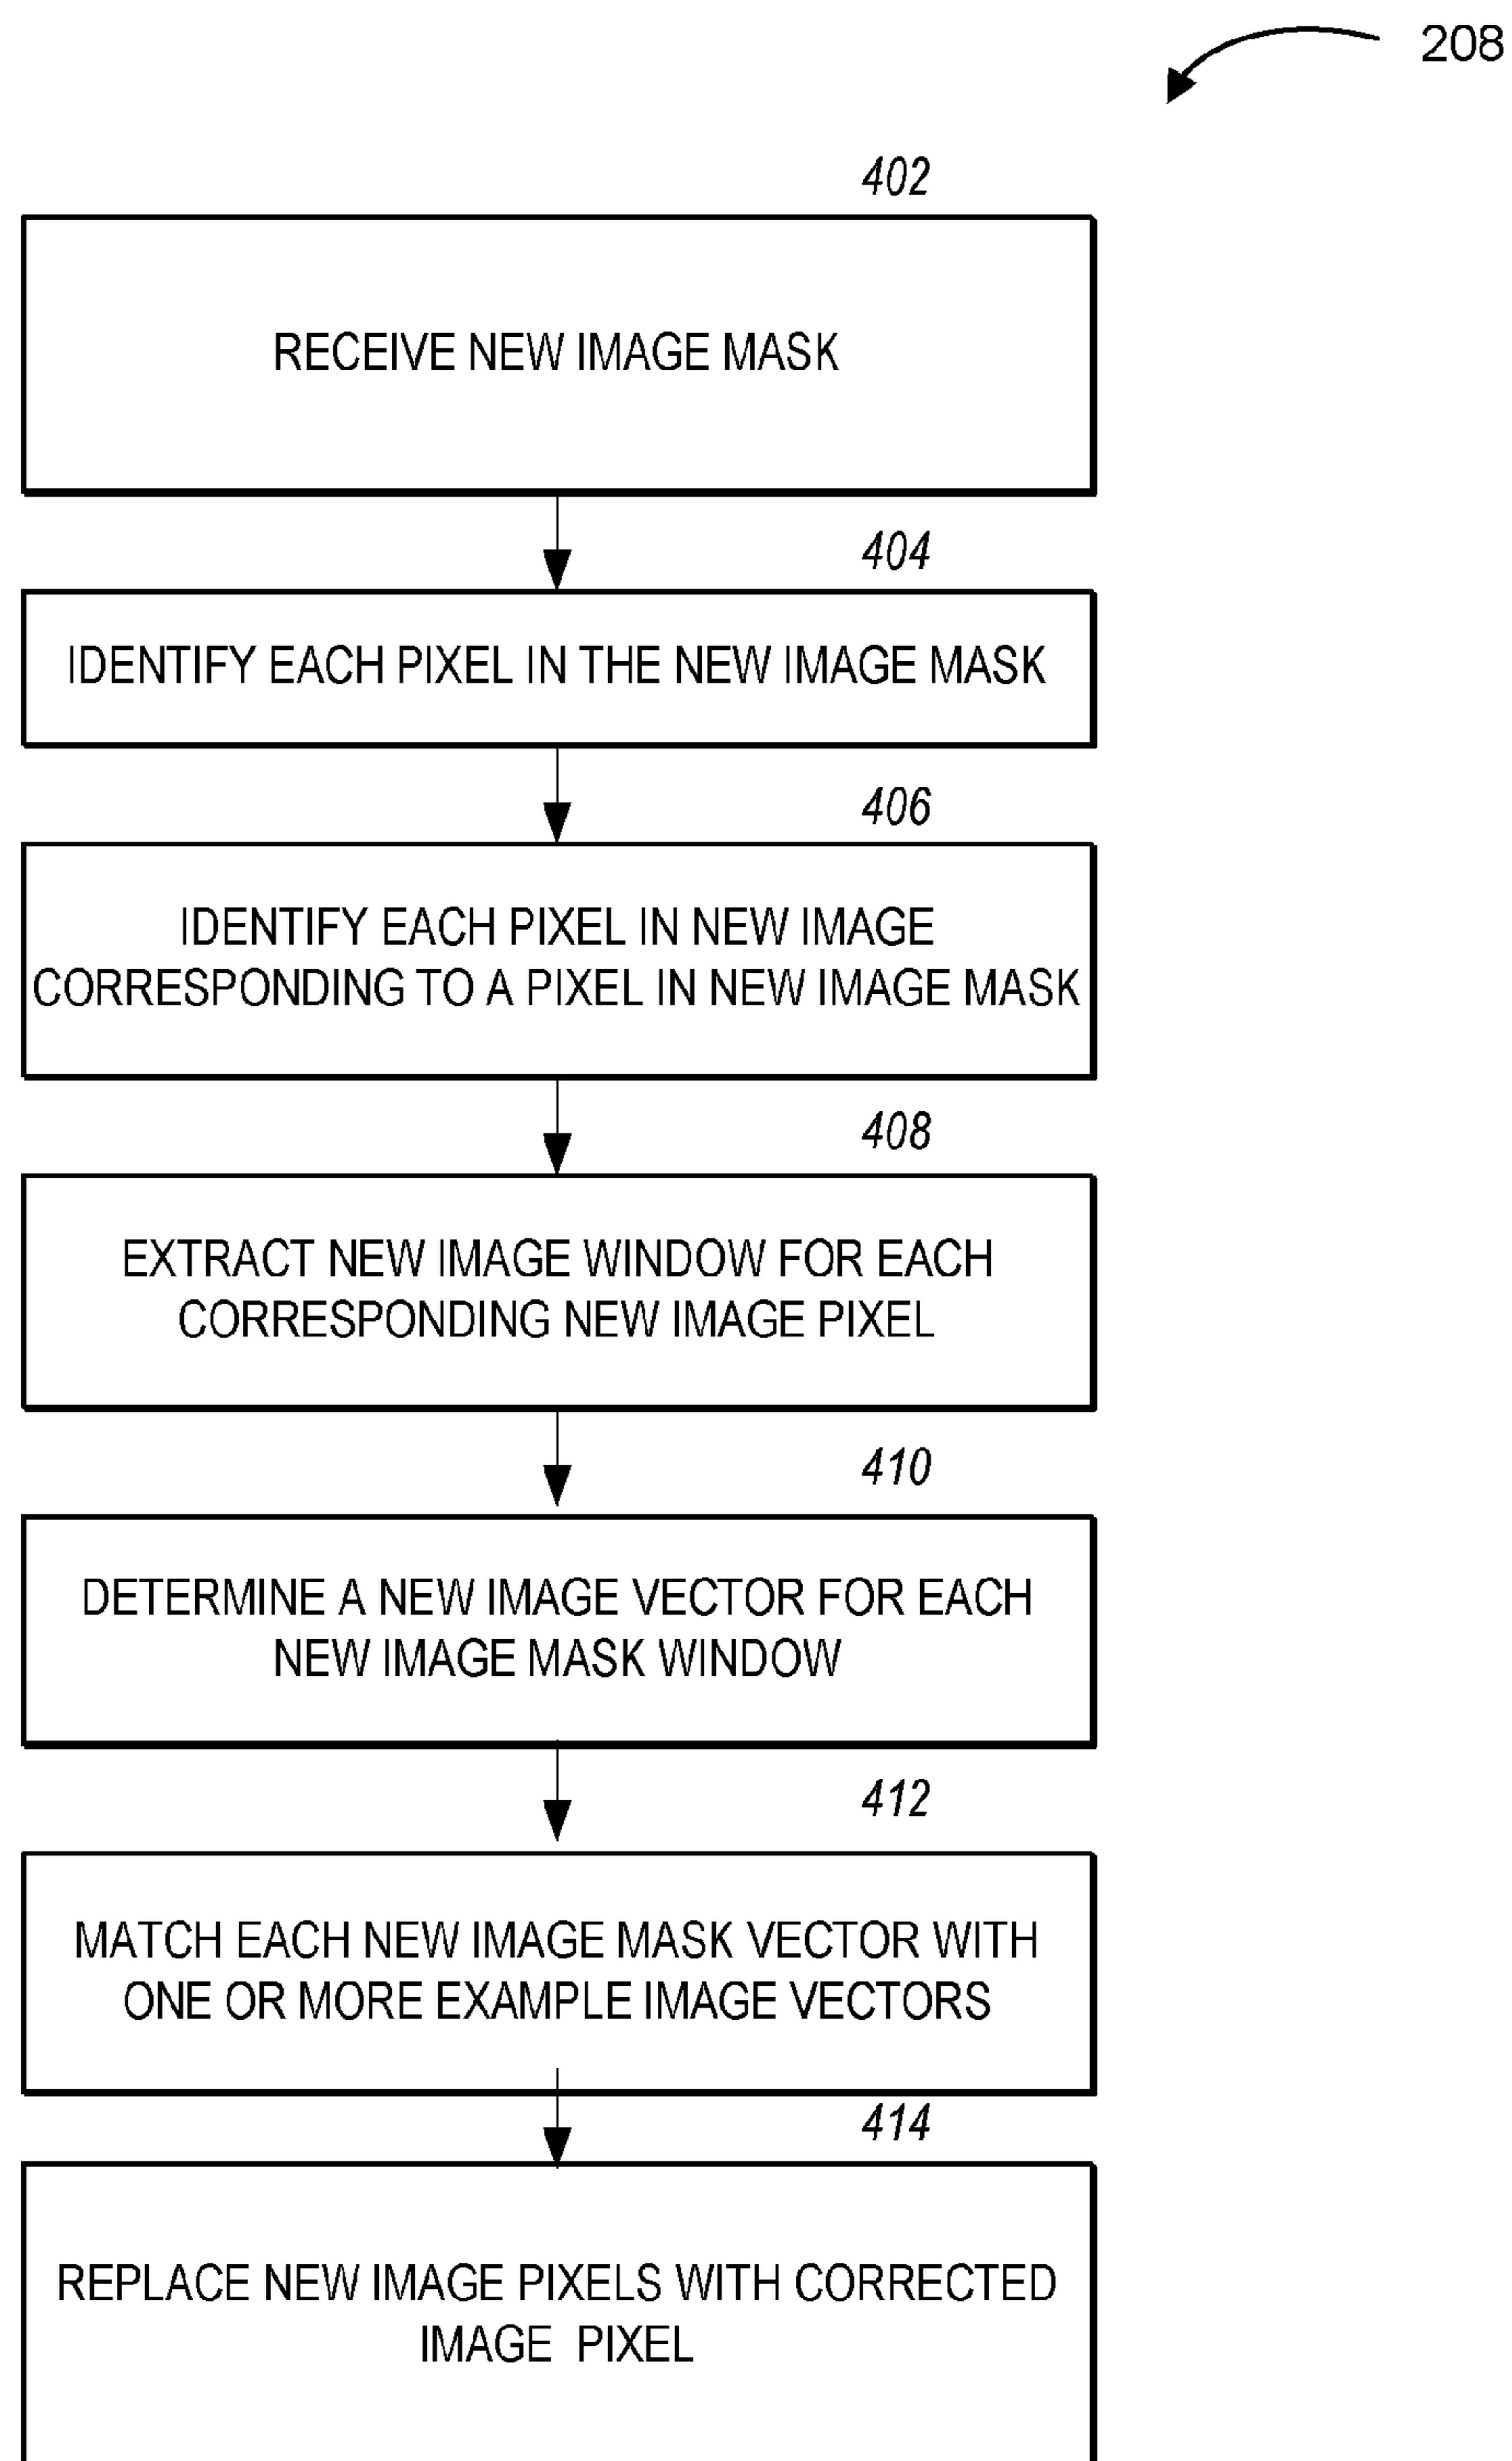 208
402
RECEIVE NEW IMAGE MASK
404
IDENTIFY EACH PIXEL IN THE NEW IMAGE MASK
406
IDENTIFY EACH PIXEL IN NEW IMAGE
CORRESPONDING TO A PIXEL IN NEW IMAGE MASK
408
EXTRACT NEW IMAGE WINDOW FOR EACH
CORRESPONDING NEW IMAGE PIXEL
410
DETERMINE A NEW IMAGE VECTOR FOR EACH
NEW IMAGE MASK WINDOW
412
MATCH EACH NEW IMAGE MASK VECTOR WITH
ONE OR MORE EXAMPLE IMAGE VECTORS
414
REPLACE NEW IMAGE PIXELS WITH CORRECTED
IMAGE PIXEL